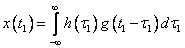 x(t₁) = ∫_{-∞}^{∞} h(τ₁) g(t₁ − τ₁) dτ₁